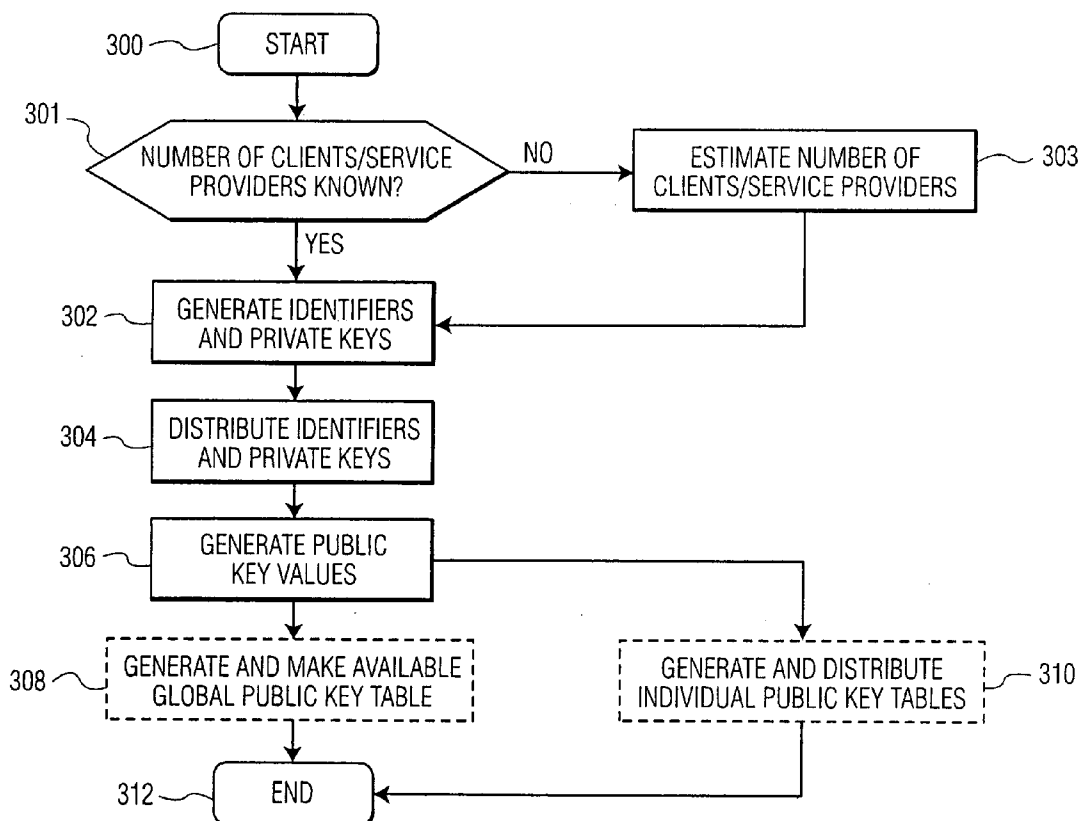 300
START
301
NUMBER OF CLIENTS/SERVICE
PROVIDERS KNOWN?
NO
ESTIMATE NUMBER OF
CLIENTS/SERVICE PROVIDERS
303
YES
302
GENERATE IDENTIFIERS
AND PRIVATE KEYS
304
DISTRIBUTE IDENTIFIERS
AND PRIVATE KEYS
306
GENERATE PUBLIC
KEY VALUES
308
GENERATE AND MAKE AVAILABLE
GLOBAL PUBLIC KEY TABLE
GENERATE AND DISTRIBUTE
INDIVIDUAL PUBLIC KEY TABLES
310
312
END